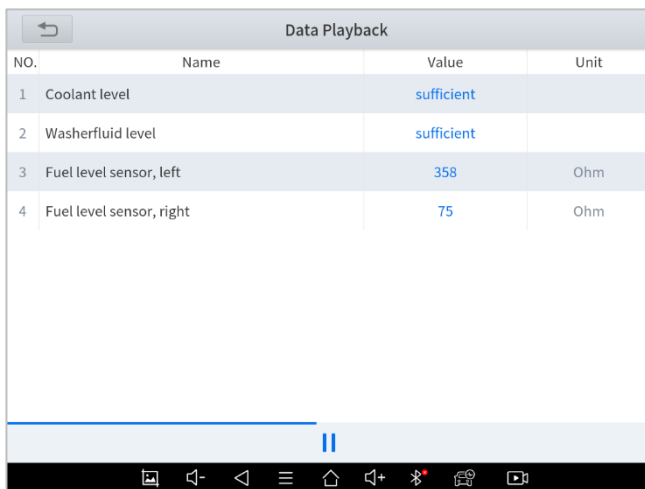 Data Playback
NO. Name Value Unit
1 Coolant level sufficient
2 Washerfluid level sufficient
3 Fuel level sensor, left 358 Ohm
4 Fuel level sensor, right 75 Ohm